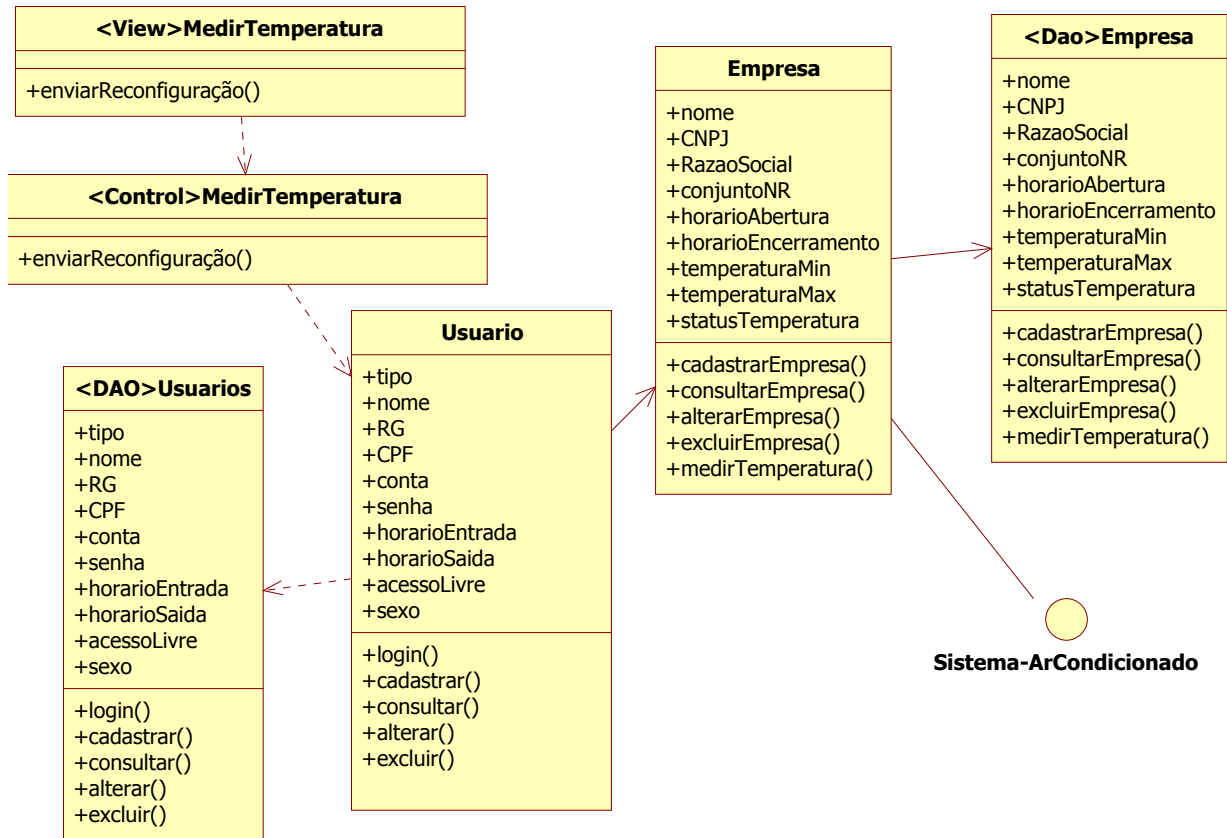 <View>MedirTemperatura
+enviarReconfiguração()
<Control>MedirTemperatura
+enviarReconfiguração()
<DAO>Usuarios
+tipo
+nome
+RG
+CPF
+conta
+senha
+horarioEntrada
+horarioSaida
+acessoLivre
+sexo
+login()
+cadastrar()
+consultar()
+alterar()
+excluir()
Usuario
+tipo
+nome
+RG
+CPF
+conta
+senha
+horarioEntrada
+horarioSaida
+acessoLivre
+sexo
+login()
+cadastrar()
+consultar()
+alterar()
+excluir()
Empresa
+nome
+CNPJ
+RazaoSocial
+conjuntoNR
+horarioAbertura
+horarioEncerramento
+temperaturaMin
+temperaturaMax
+statusTemperatura
+cadastrarEmpresa()
+consultarEmpresa()
+alterarEmpresa()
+excluirEmpresa()
+medirTemperatura()
<Dao>Empresa
+nome
+CNPJ
+RazaoSocial
+conjuntoNR
+horarioAbertura
+horarioEncerramento
+temperaturaMin
+temperaturaMax
+statusTemperatura
+cadastrarEmpresa()
+consultarEmpresa()
+alterarEmpresa()
+excluirEmpresa()
+medirTemperatura()
Sistema-ArCondicionado